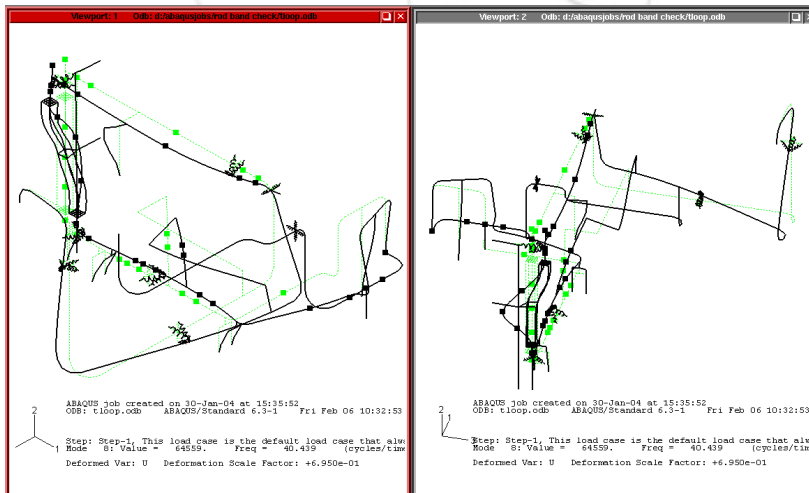 Viewport: 1 Odb: d:/abaqusjobs/rod band check/tloop.odb
2
1
ABAQUS job created on 30-Jan-04 at 15:35:52
ODB: tloop.odb ABAQUS/Standard 6.3-1 Fri Feb 06 10:32:53
Step: Step-1, This load case is the default load case that alw
Mode 8: Value = 64559. Freq = 40.439 (cycles/time
Deformed Var: U Deformation Scale Factor: +6.950e-01
Viewport: 2 Odb: d:/abaqusjobs/rod band check/tloop.odb
2
1
3
ABAQUS job created on 30-Jan-04 at 15:35:52
ODB: tloop.odb ABAQUS/Standard 6.3-1 Fri Feb 06 10:32:53
Step: Step-1, This load case is the default load case that alw
Mode 8: Value = 64559. Freq = 40.439 (cycles/tim
Deformed Var: U Deformation Scale Factor: +6.950e-01